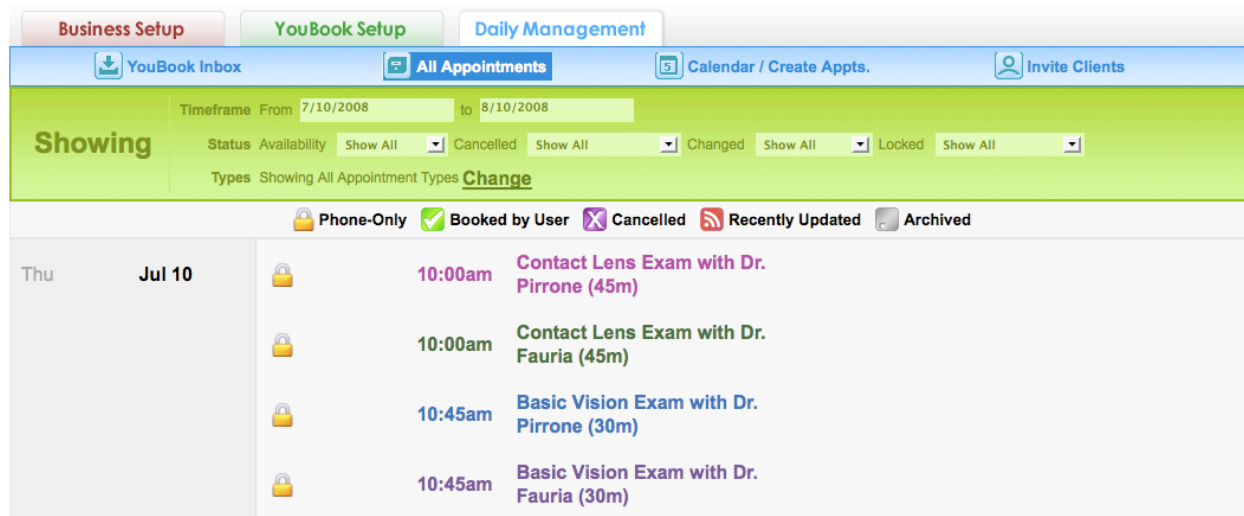 Business Setup YouBook Setup Daily Management
YouBook Inbox All Appointments 5 Calendar / Create Appts. Invite Clients
Showing
Timeframe From 7/10/2008 to 8/10/2008
Status Availability Show All Cancelled Show All Changed Show All Locked Show All
Types Showing All Appointment Types Change
Phone-Only Booked by User X Cancelled Recently Updated Archived
Thu Jul 10 10:00am Contact Lens Exam with Dr.
Pirrone (45m)
10:00am Contact Lens Exam with Dr.
Fauria (45m)
10:45am Basic Vision Exam with Dr.
Pirrone (30m)
10:45am Basic Vision Exam with Dr.
Fauria (30m)